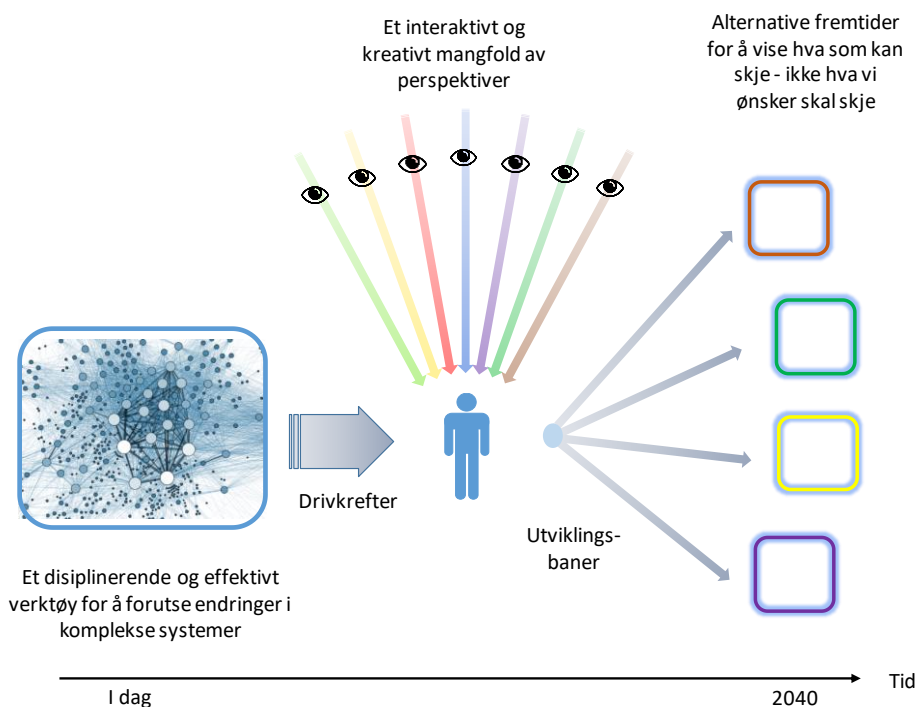 Et interaktivt og
kreativt mangfold av
perspektiver
Alternative fremtider
for å vise hva som kan
skje - ikke hva vi
ønsker skal skje
Drivkrefter
Utviklings-
baner
Et disiplinerende og effektivt
verktøy for å forutse endringer i
komplekse systemer
I dag
2040
Tid